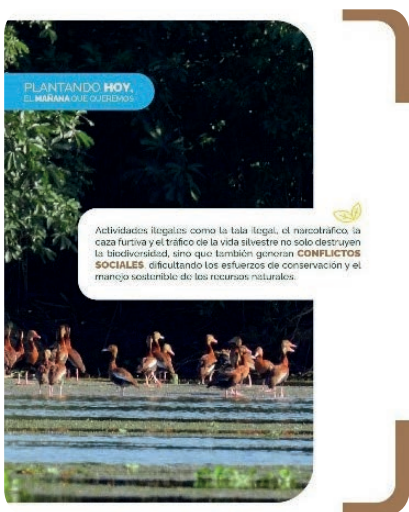 PLANTANDO HOY,
EL MAÑANA QUE QUEREMOS
Actividades ilegales como la tala ilegal, el narcotráfico, la
caza furtiva y el tráfico de la vida silvestre no solo destruyen
la biodiversidad, sino que también generan CONFLICTOS
SOCIALES, dificultando los esfuerzos de conservación y el
manejo sostenible de los recursos naturales.